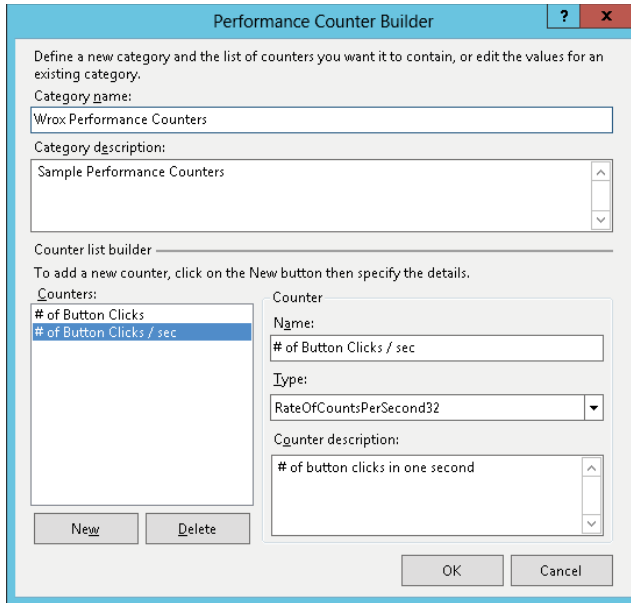 Performance Counter Builder
?
x
Define a new category and the list of counters you want it to contain, or edit the values for an
existing category.
Category name:
Wrox Performance Counters
Category description:
Sample Performance Counters
Counter list builder
To add a new counter, click on the New button then specify the details.
Counters:
# of Button Clicks
# of Button Clicks / sec
New
Delete
Counter
Name:
# of Button Clicks / sec
Type:
RateOfCountsPerSecond32
Counter description:
# of button clicks in one second
OK
Cancel